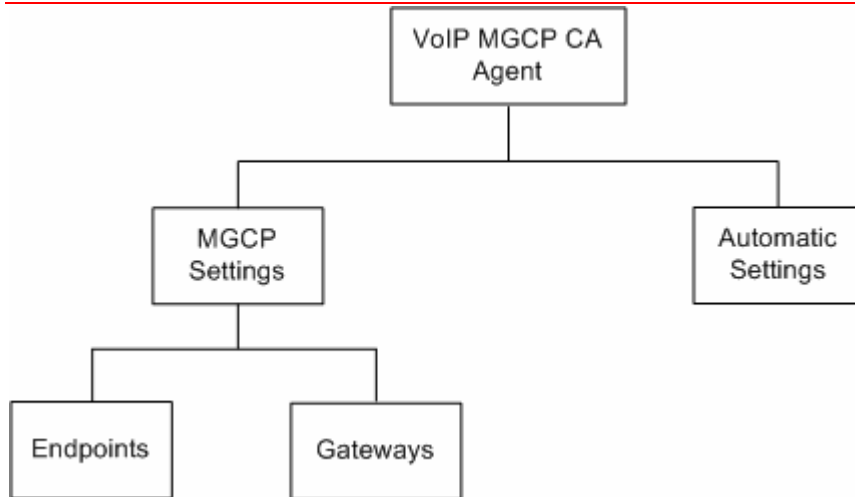 VoIP MGCP CA
Agent
MGCP
Settings
Automatic
Settings
Endpoints
Gateways